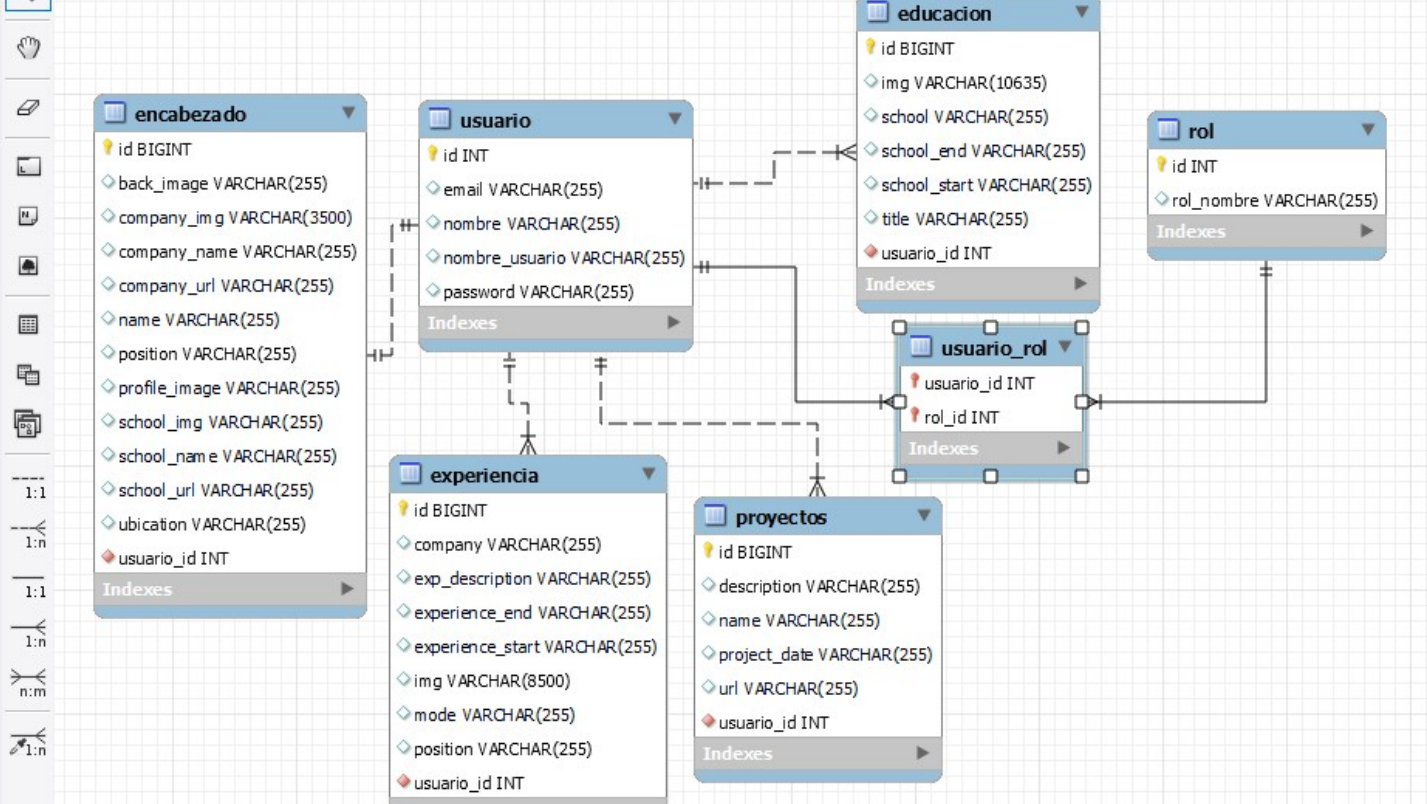 encabezado
id BIGINT
back_image VARCHAR(255)
company_img VARCHAR(3500)
company_name VARCHAR(255)
company_url VARCHAR(255)
name VARCHAR(255)
position VARCHAR(255)
profile_image VARCHAR(255)
school_img VARCHAR(255)
school_name VARCHAR(255)
school_url VARCHAR(255)
ubication VARCHAR(255)
usuario_id INT
Indexes
usuario
id INT
email VARCHAR(255)
nombre VARCHAR(255)
nombre_usuario VARCHAR(255)
password VARCHAR(255)
Indexes
educacion
id BIGINT
img VARCHAR(10635)
school VARCHAR(255)
school_end VARCHAR(255)
school_start VARCHAR(255)
title VARCHAR(255)
usuario_id INT
Indexes
rol
id INT
rol_nombre VARCHAR(255)
Indexes
usuario_rol
usuario_id INT
rol_id INT
Indexes
experiencia
id BIGINT
company VARCHAR(255)
exp_description VARCHAR(255)
experience_end VARCHAR(255)
experience_start VARCHAR(255)
img VARCHAR(8500)
mode VARCHAR(255)
position VARCHAR(255)
usuario_id INT
proyectos
id BIGINT
description VARCHAR(255)
name VARCHAR(255)
project_date VARCHAR(255)
url VARCHAR(255)
usuario_id INT
Indexes
1:1
1:n
1:1
1:n
n:m
1:n